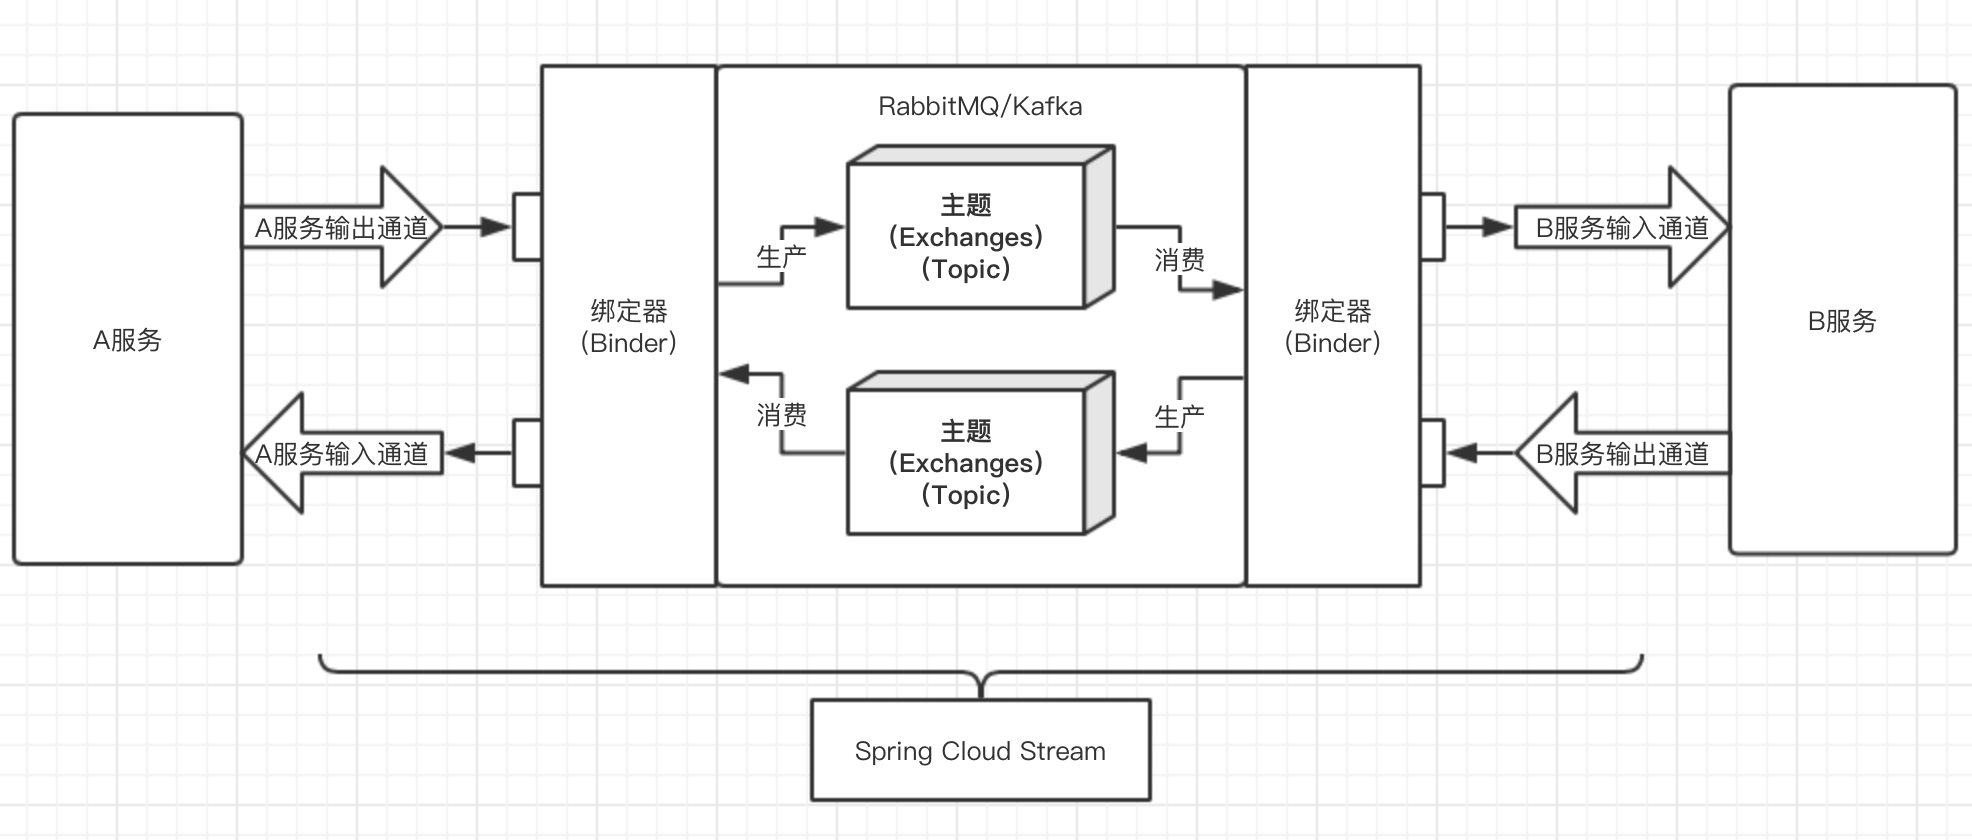 RabbitMQ/Kafka
A服务
A服务输出通道
A服务输入通道
绑定器
(Binder)
生产
主题
(Exchanges)
(Topic)
消费
消费
主题
(Exchanges)
(Topic)
生产
绑定器
(Binder)
B服务输入通道
B服务输出通道
B服务
Spring Cloud Stream